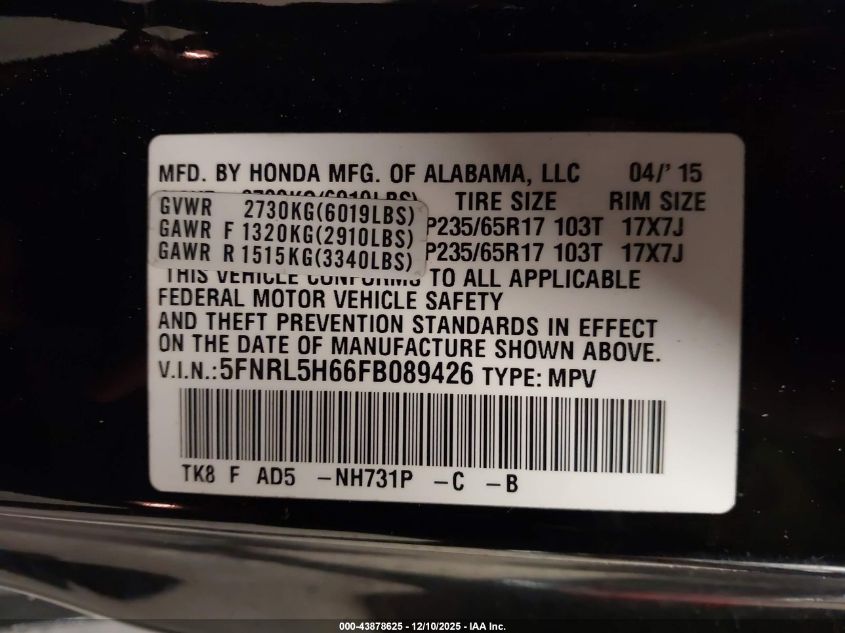 MFD. BY HONDA MFG. OF ALABAMA, LLC 04/'15
GVWR 2730KG(6019LBS) TIRE SIZE RIM SIZE
GVWR 2730KG(6019LBS)
GAWR F 1320KG(2910LBS) P235/65R17 103T 17X7J
GAWR R 1515KG(3340LBS) P235/65R17 103T 17X7J
THIS VEHICLE CONFORMS TO ALL APPLICABLE
FEDERAL MOTOR VEHICLE SAFETY
AND THEFT PREVENTION STANDARDS IN EFFECT
ON THE DATE OF MANUFACTURE SHOWN ABOVE.
V.I.N.:5FNRL5H66FB089426 TYPE: MPV
TK8 F AD5 -NH731P -C -B
000-43878625 - 12/10/2025 - IAA Inc.